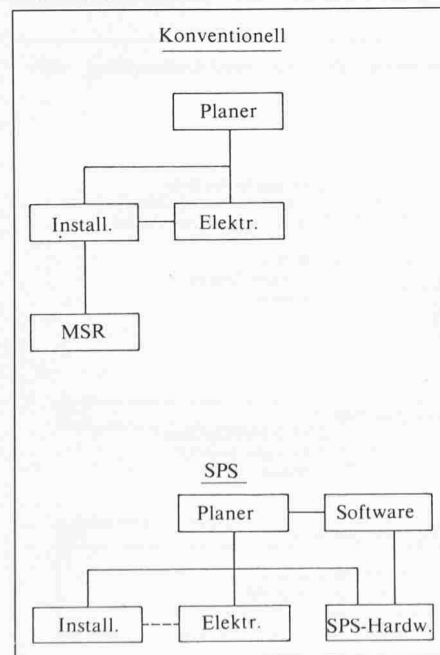 Konventionell
Planer
Install.
Elektr.
MSR
SPS
Planer
Software
Install.
Elektr.
SPS-Hardw.